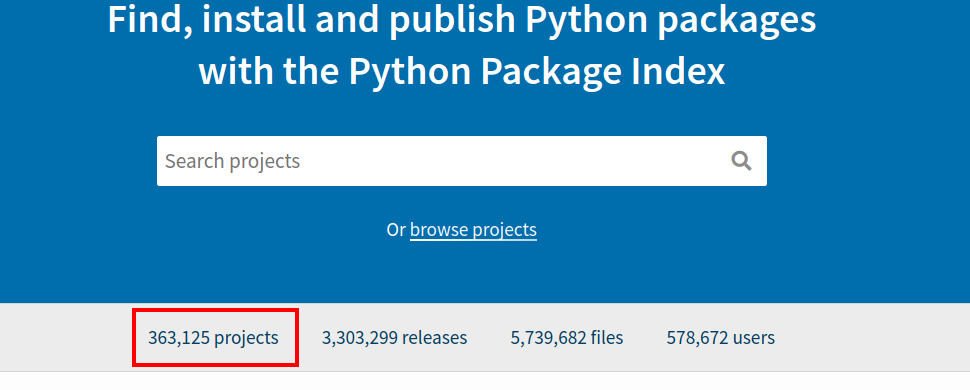 Find, install and publish Python packages
with the Python Package Index
Search projects
Or browse projects
363,125 projects 3,303,299 releases 5,739,682 files 578,672 users